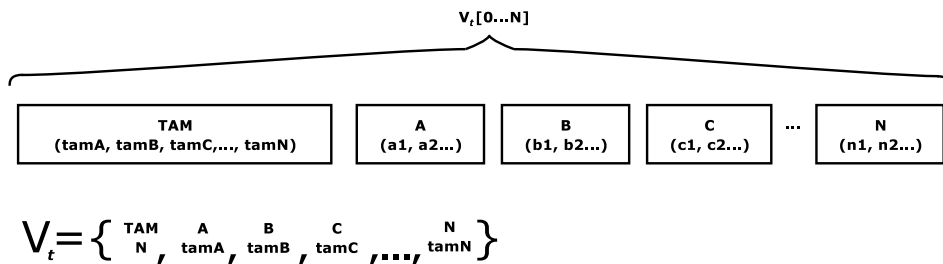 Vt[0...N]
TAM A B C N
(tamA, tamB, tamC,..., tamN) (a1, a2...) (b1, b2...) (c1, c2...) ... (n1, n2...)
Vt={ TAM N, A tamA, B tamB, C tamC,...., N tamN }